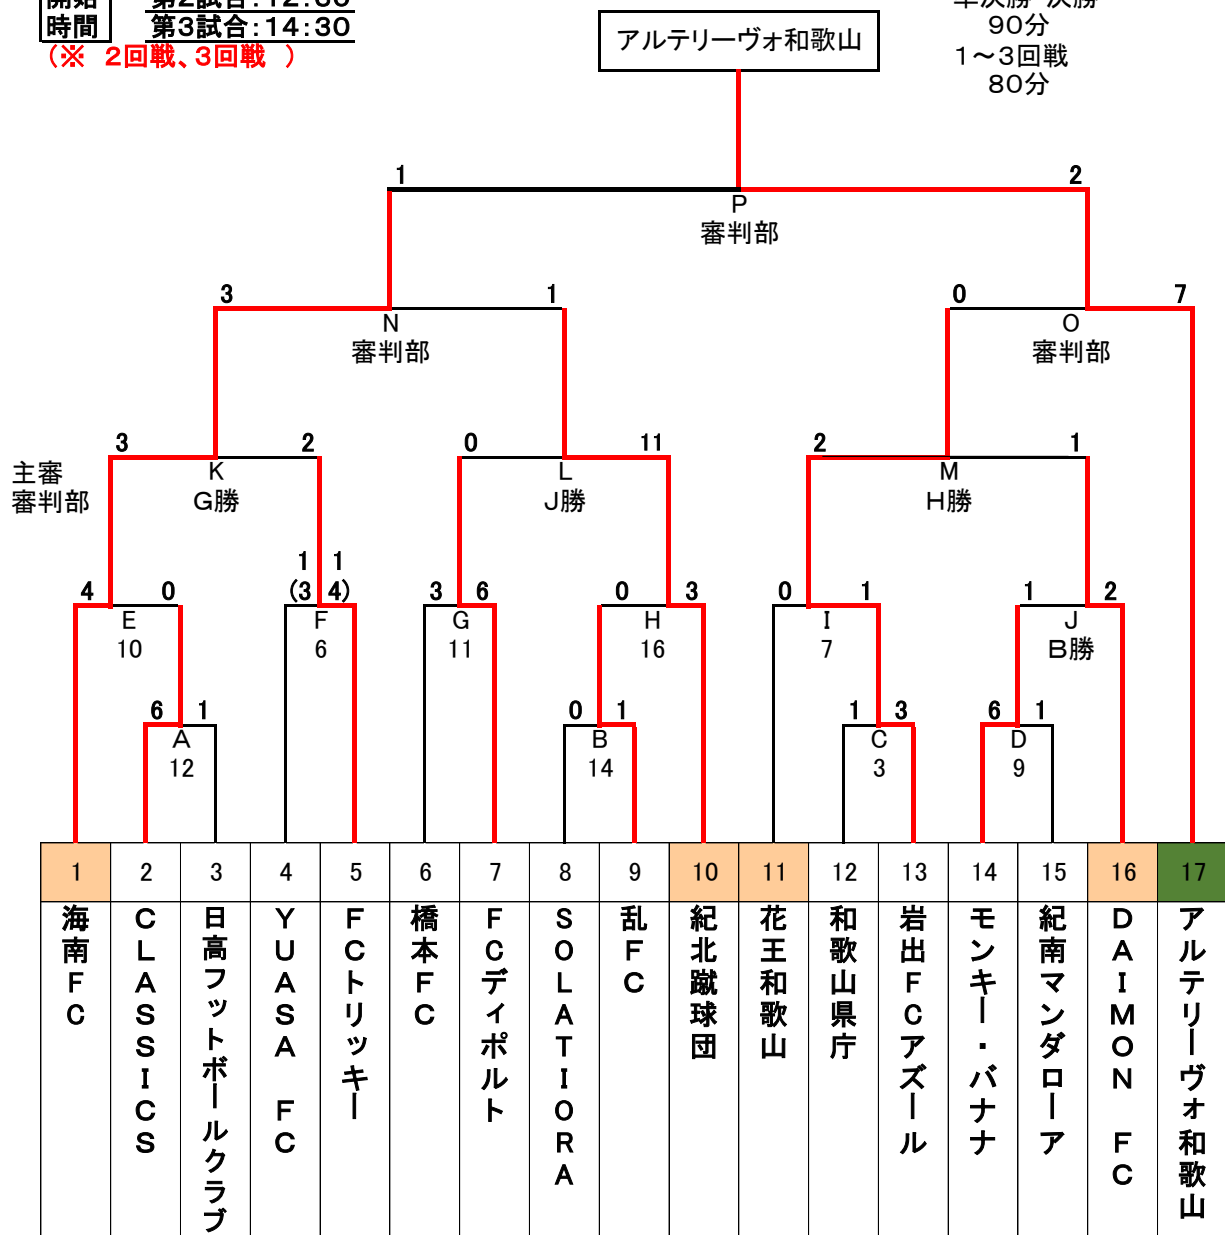 開始
時間
第2試合：12：30
第3試合：14：30
（※　2回戦、3回戦　）
アルテリーヴォ和歌山
準決勝・決勝
90分
1～3回戦
80分
1
2
P
審判部
3
1
N
審判部
0
7
O
審判部
主審
審判部
3
2
K
G勝
0
11
L
J勝
2
1
M
H勝
4
0
E
10
1 1
(3 4)
F
6
3 6
G
11
0 3
H
16
0 1
I
7
1 2
J
B勝
6 1
A
12
0 1
B
14
1 3
C
3
6 1
D
9
1 2 3 4 5 6 7 8 9 10 11 12 13 14 15 16 17
海南FC
CLASSICS
日高フットボールクラブ
YUASA FC
FCトリッキー
橋本FC
FCディポルト
SOLATIORA
乱FC
紀北蹴球団
花王和歌山
和歌山県庁
岩出FCアズール
モンキー・バナナ
紀南マンダローア
DAIMON FC
アルテリーヴォ和歌山